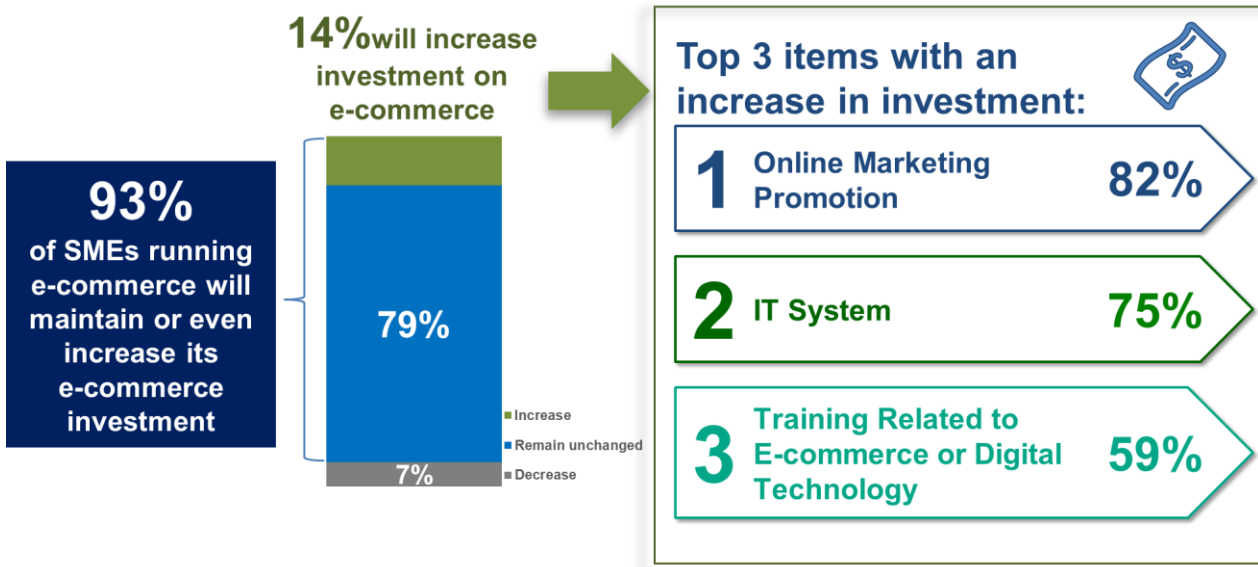 14% will increase
investment on
e-commerce
93%
of SMEs running
e-commerce will
maintain or even
increase its
e-commerce
investment
79%
7%
Increase
Remain unchanged
Decrease
Top 3 items with an
increase in investment:
1
Online Marketing
Promotion
82%
2
IT System
75%
3
Training Related to
E-commerce or Digital
Technology
59%
$